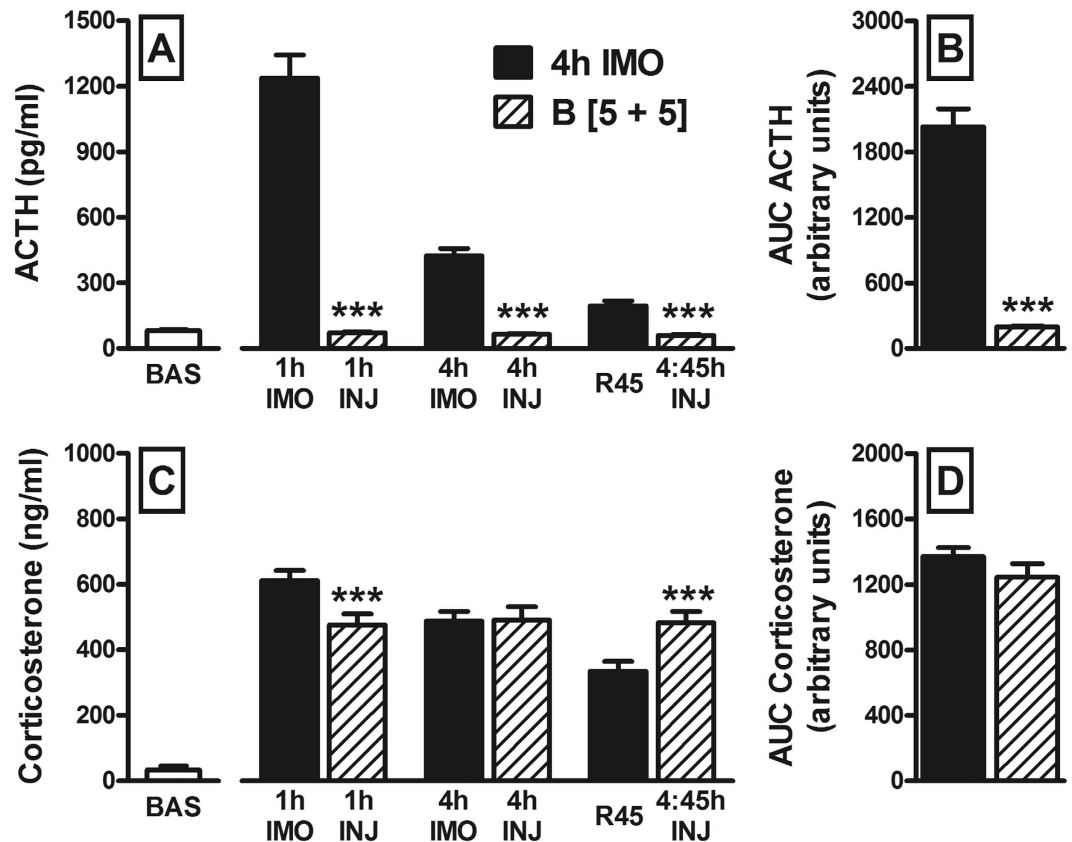 A
ACTH (pg/ml)
1500
1200
900
600
300
0
4h IMO
B [5 + 5]
*** *** ***
BAS
1h IMO
1h INJ
4h IMO
4h INJ
R45
4:45h INJ
B
AUC ACTH
(arbitrary units)
3000
2400
1800
1200
600
0
***
C
Corticosterone (ng/ml)
1000
800
600
400
200
0
*** ***
BAS
1h IMO
1h INJ
4h IMO
4h INJ
R45
4:45h INJ
D
AUC Corticosterone
(arbitrary units)
2000
1600
1200
800
400
0